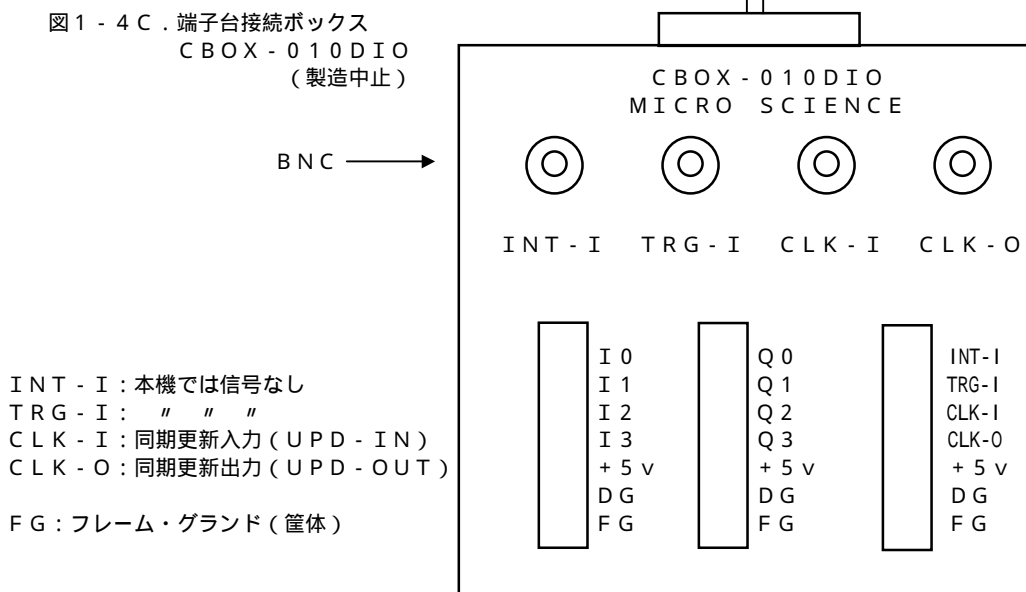 図１-４Ｃ．端子台接続ボックス
ＣＢＯＸ-０１０ＤＩＯ
（製造中止）
ＣＢＯＸ-０１０ＤＩＯ
ＭＩＣＲＯ　ＳＣＩＥＮＣＥ
ＢＮＣ
ＩＮＴ-Ｉ　ＴＲＧ-Ｉ　ＣＬＫ-Ｉ　ＣＬＫ-Ｏ
ＩＮＴ-Ｉ：本機では信号なし
ＴＲＧ-Ｉ：　〃　〃　〃
ＣＬＫ-Ｉ：同期更新入力（ＵＰＤ-ＩＮ）
ＣＬＫ-Ｏ：同期更新出力（ＵＰＤ-ＯＵＴ）
ＦＧ：フレーム・グランド（筐体）
Ｉ０
Ｉ１
Ｉ２
Ｉ３
+５ｖ
ＤＧ
ＦＧ
Ｑ０
Ｑ１
Ｑ２
Ｑ３
+５ｖ
ＤＧ
ＦＧ
INT-I
TRG-I
CLK-I
CLK-O
+５ｖ
ＤＧ
ＦＧ